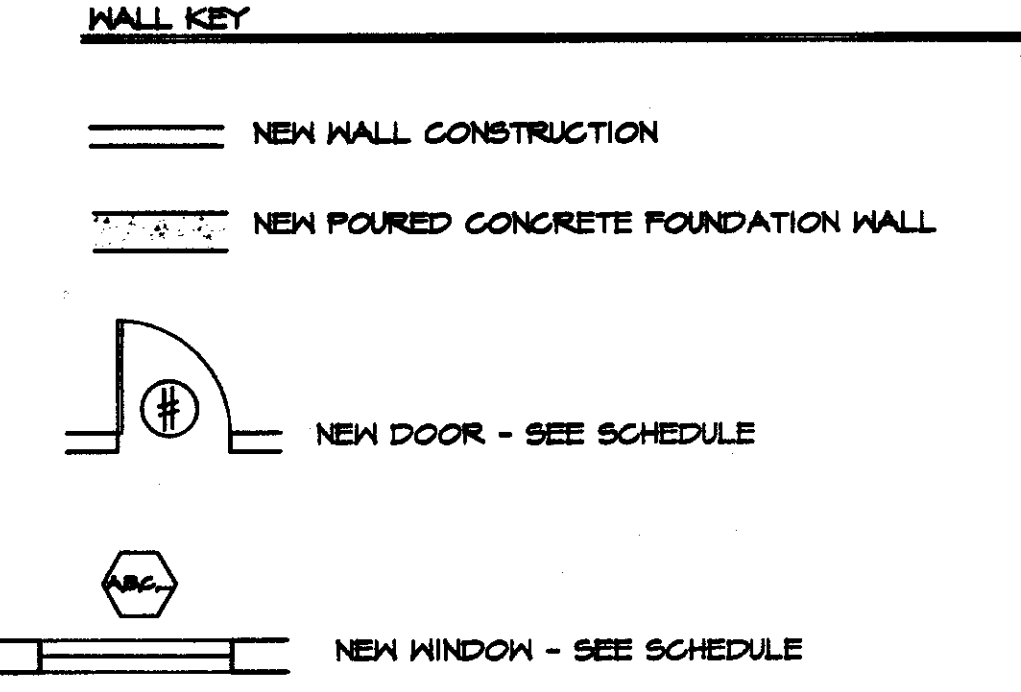 WALL KEY
NEW WALL CONSTRUCTION
NEW POURED CONCRETE FOUNDATION WALL
#
NEW DOOR - SEE SCHEDULE
ABC...
NEW WINDOW - SEE SCHEDULE